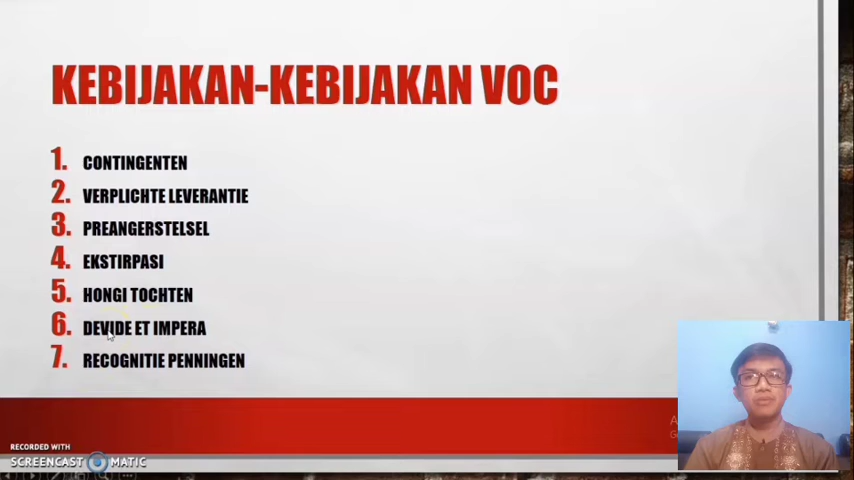 KEBIJAKAN-KEBIJAKAN VOC
1. CONTINGENTEN
2. VERPLICHTE LEVERANTIE
3. PREANGERSTELSEL
4. EKSTIRPASI
5. HONGI TOCHTEN
6. DEVIDE ET IMPERA
7. RECOGNITIE PENNINGEN
RECORDED WITH
SCREENCAST MATIC